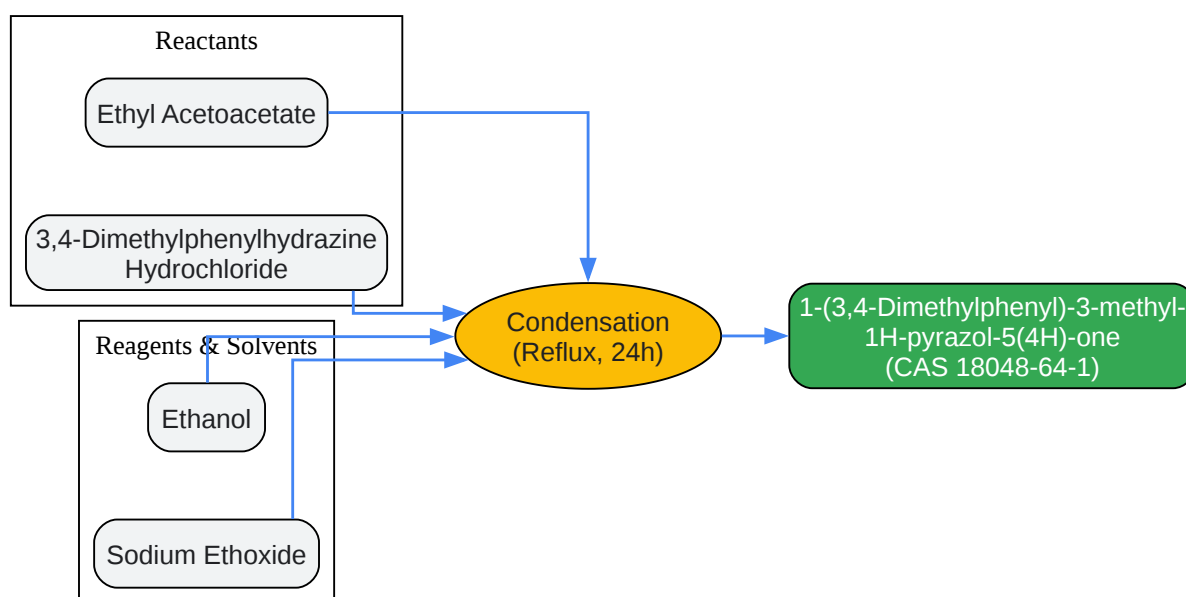 Reactants
Ethyl Acetoacetate
3,4-Dimethylphenylhydrazine
Hydrochloride
Reagents & Solvents
Ethanol
Sodium Ethoxide
Condensation
(Reflux, 24h)
1-(3,4-Dimethylphenyl)-3-methyl-
1H-pyrazol-5(4H)-one
(CAS 18048-64-1)